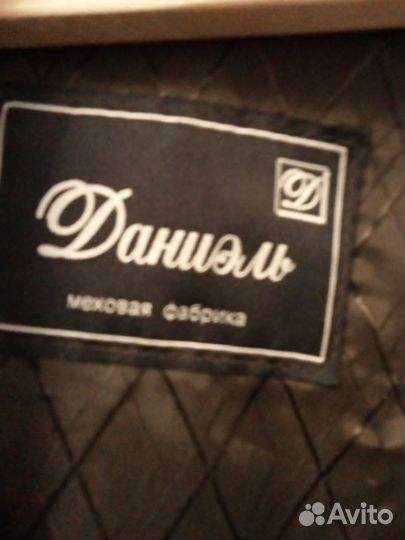 Д
Даниэль
меховая фабрика
Avito